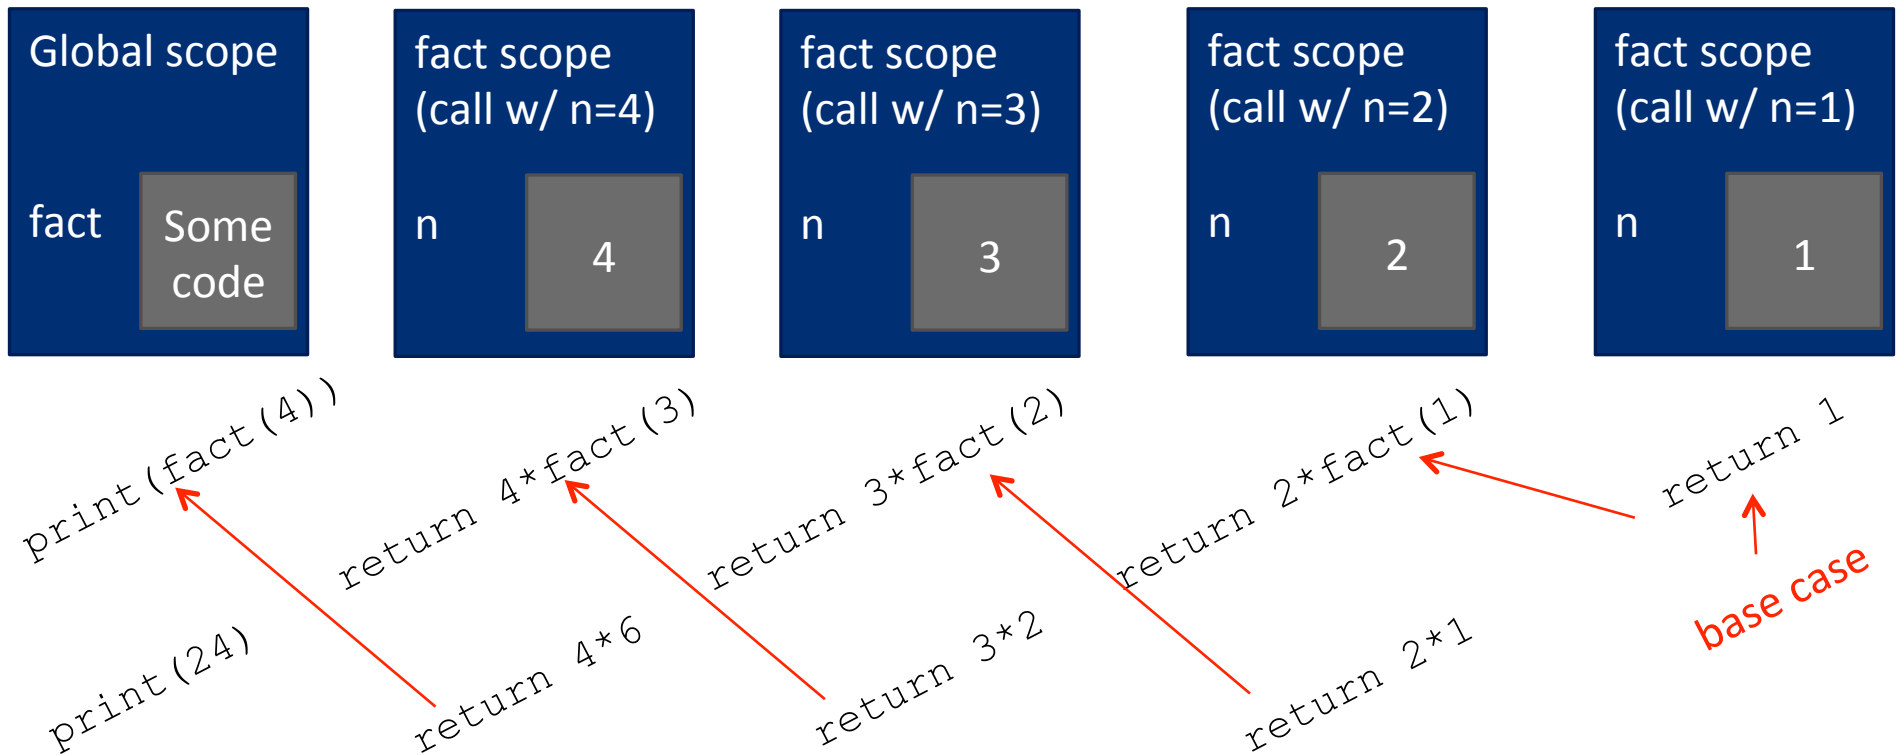 Global scope
fact
Some
code
fact scope
(call w/ n=4)
n
4
fact scope
(call w/ n=3)
n
3
fact scope
(call w/ n=2)
n
2
fact scope
(call w/ n=1)
n
1
print(fact(4))
return 4*fact(3)
return 3*fact(2)
return 2*fact(1)
return 1
base case
print(24)
return 4*6
return 3*2
return 2*1